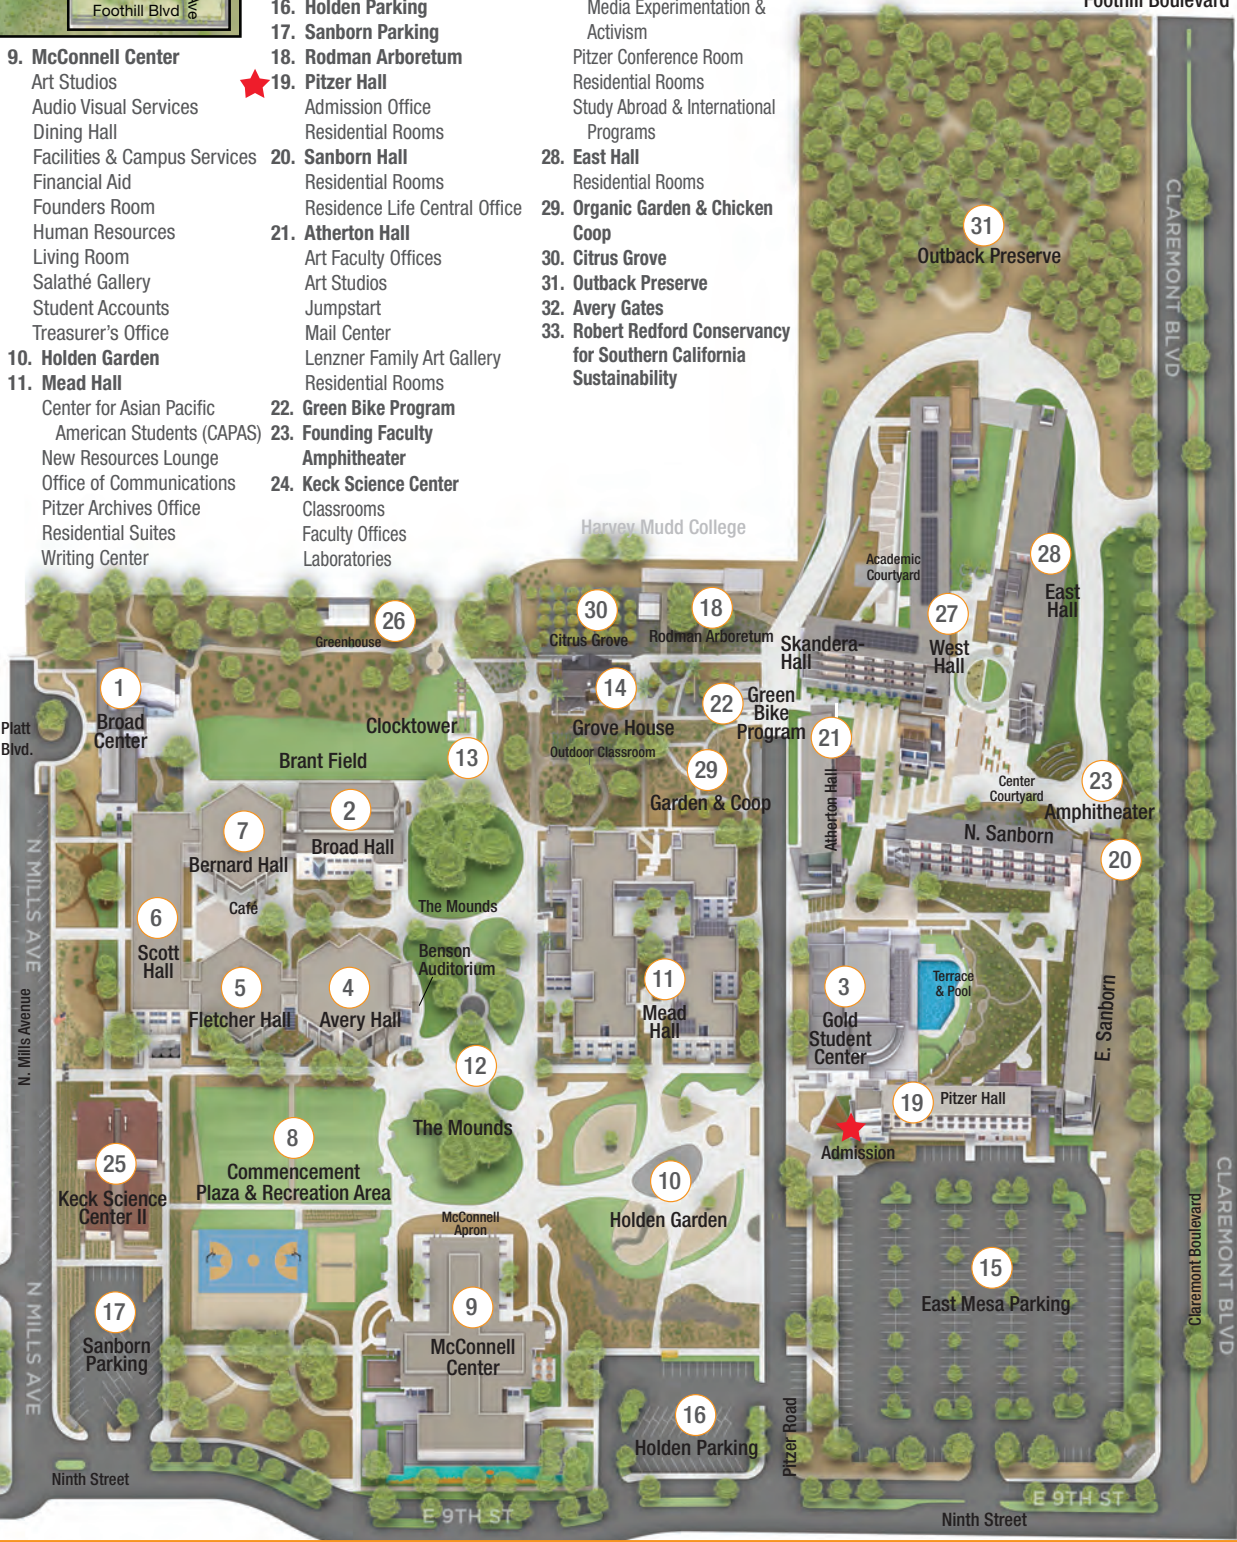 Foothill Blvd
Ave
9. McConnell Center
Art Studios
Audio Visual Services
Dining Hall
Facilities & Campus Services
Financial Aid
Founders Room
Human Resources
Living Room
Salathé Gallery
Student Accounts
Treasurer's Office
10. Holden Garden
11. Mead Hall
Center for Asian Pacific
American Students (CAPAS)
New Resources Lounge
Office of Communications
Pitzer Archives Office
Residential Suites
Writing Center
16. Holden Parking
17. Sanborn Parking
18. Rodman Arboretum
19. Pitzer Hall
Admission Office
Residential Rooms
20. Sanborn Hall
Residential Rooms
Residence Life Central Office
21. Atherton Hall
Art Faculty Offices
Art Studios
Jumpstart
Mail Center
Lenzner Family Art Gallery
Residential Rooms
22. Green Bike Program
23. Founding Faculty
Amphitheater
24. Keck Science Center
Classrooms
Faculty Offices
Laboratories
Media Experimentation &
Activism
Pitzer Conference Room
Residential Rooms
Study Abroad & International
Programs
28. East Hall
Residential Rooms
29. Organic Garden & Chicken
Coop
30. Citrus Grove
31. Outback Preserve
32. Avery Gates
33. Robert Redford Conservancy
for Southern California
Sustainability
Foothill Boulevard
CLAREMONT BLVD
31
Outback Preserve
Harvey Mudd College
Academic
Courtyard
28
East
Hall
27
West
Hall
Skandera-
Hall
26
Greenhouse
30
Citrus Grove
18
Rodman Arboretum
1
Broad
Center
Platt
Blvd.
14
Grove House
Outdoor Classroom
22
Green
Bike
Program
21
Atherton Hall
Clocktower
13
Brant Field
29
Garden & Coop
Center
Courtyard
23
Amphitheater
2
Broad Hall
7
Bernard Hall
Café
N. Sanborn
20
The Mounds
N MILLS AVE
6
Scott
Hall
Benson
Auditorium
5
Fletcher Hall
4
Avery Hall
11
Mead
Hall
3
Gold
Student
Center
Terrace
& Pool
E. Sanborn
N. Mills Avenue
12
19
Pitzer Hall
Admission
The Mounds
8
Commencement
Plaza & Recreation Area
25
Keck Science
Center II
10
Holden Garden
McConnell
Apron
CLAREMONT BLVD
Claremont Boulevard
15
East Mesa Parking
N MILLS AVE
17
Sanborn
Parking
9
McConnell
Center
16
Holden Parking
Pitzer Road
Ninth Street
E 9TH ST
E 9TH ST
Ninth Street